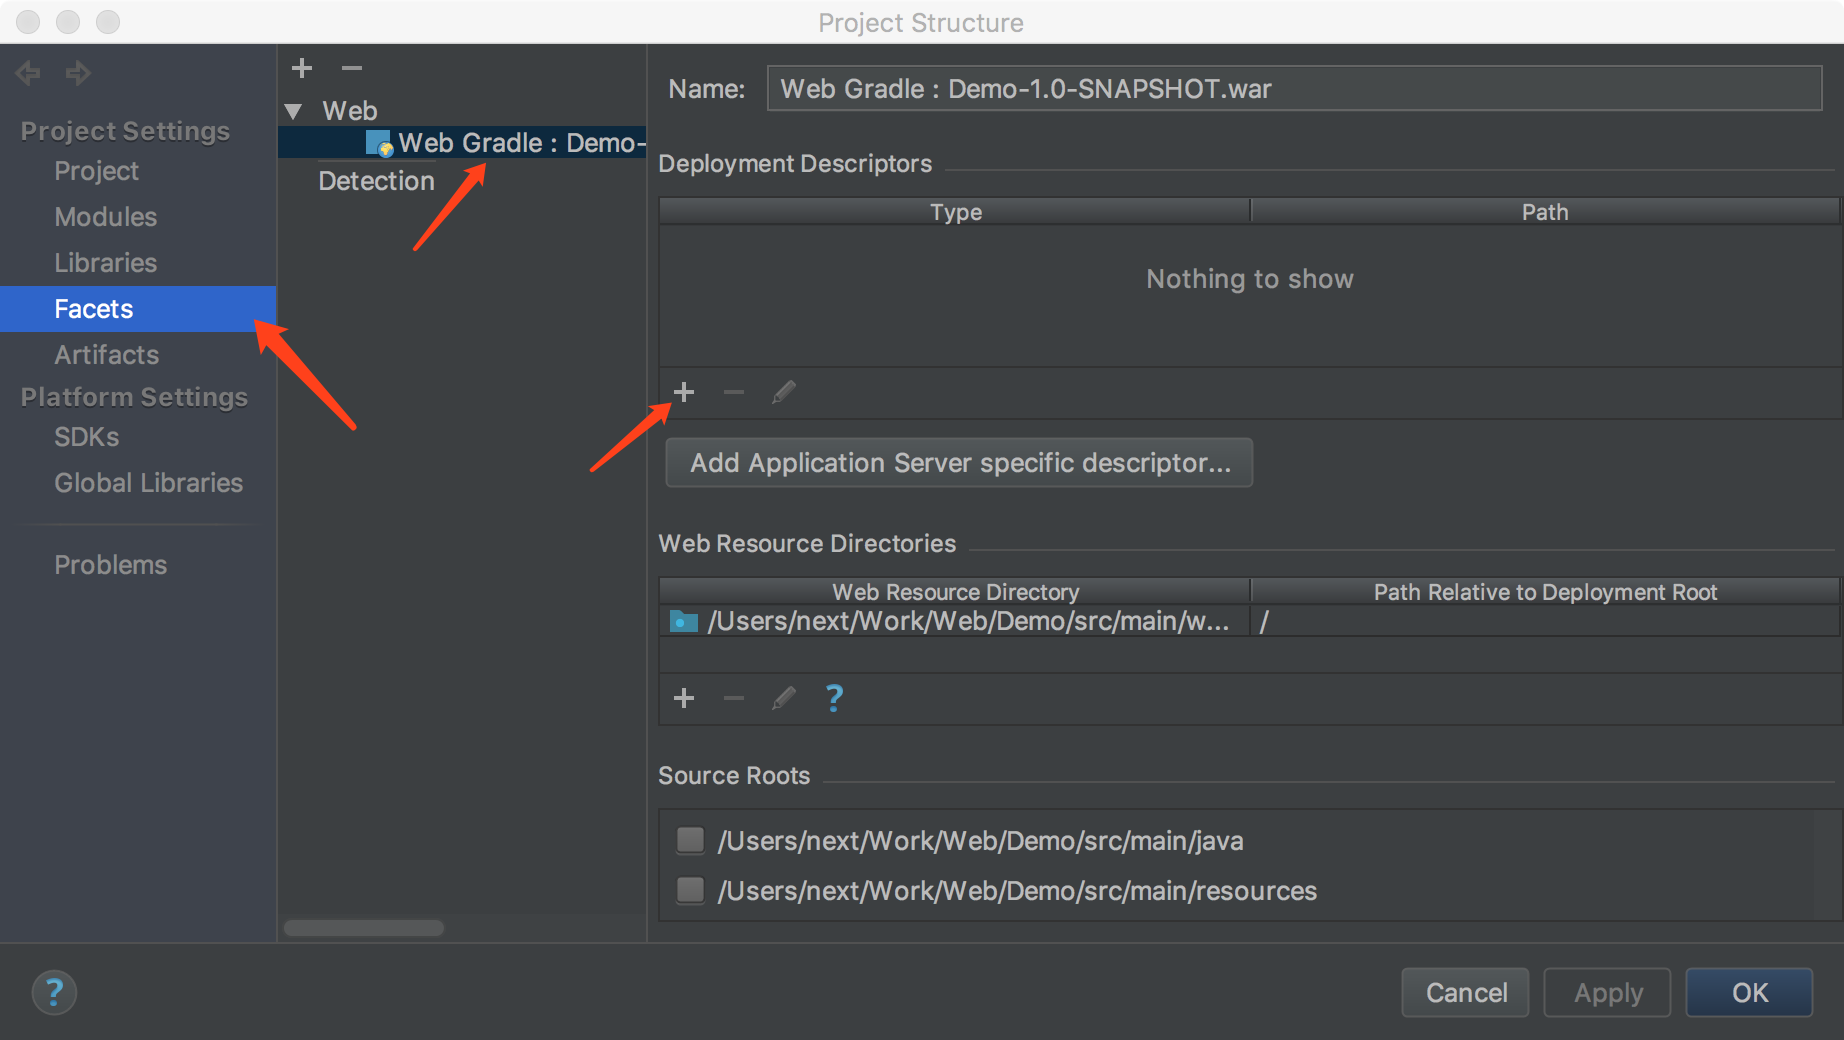 Project Structure
Project Settings
Project
Modules
Libraries
Facets
Artifacts
Platform Settings
SDKs
Global Libraries
Problems
Web
Web Gradle : Demo-
Detection
Name: Web Gradle : Demo-1.0-SNAPSHOT.war
Deployment Descriptors
Type Path
Nothing to show
Add Application Server specific descriptor...
Web Resource Directories
Web Resource Directory Path Relative to Deployment Root
/Users/next/Work/Web/Demo/src/main/w... /
?
Source Roots
/Users/next/Work/Web/Demo/src/main/java
/Users/next/Work/Web/Demo/src/main/resources
?
Cancel Apply OK